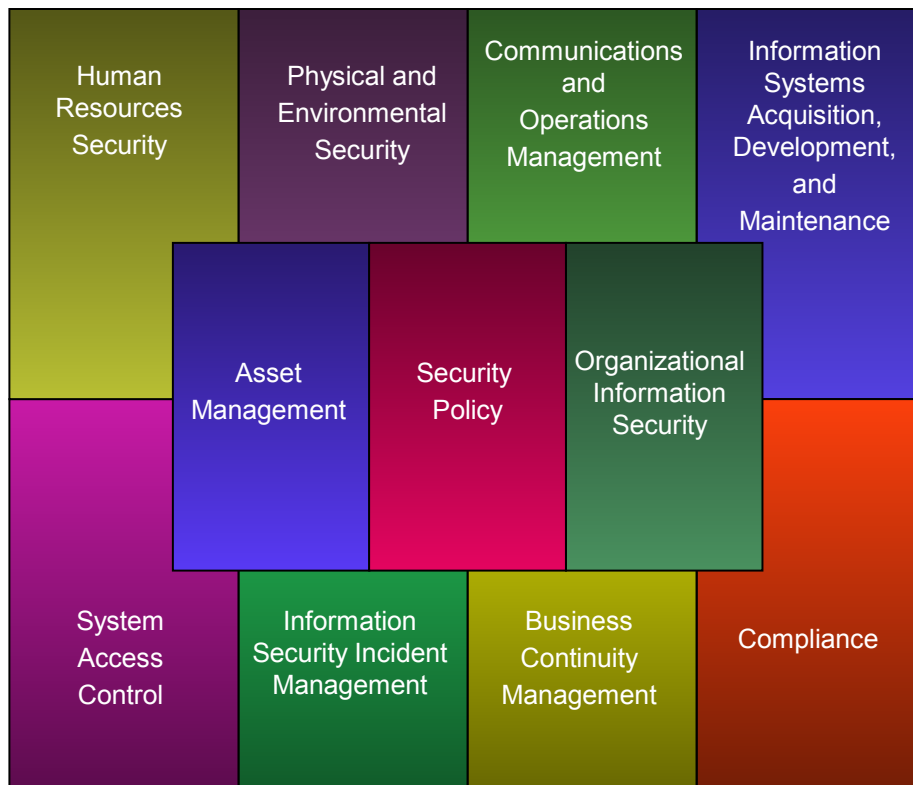 Human
Resources
Security
Physical and
Environmental
Security
Communications
and
Operations
Management
Information
Systems
Acquisition,
Development,
and
Maintenance
Asset
Management
Security
Policy
Organizational
Information
Security
System
Access
Control
Information
Security Incident
Management
Business
Continuity
Management
Compliance